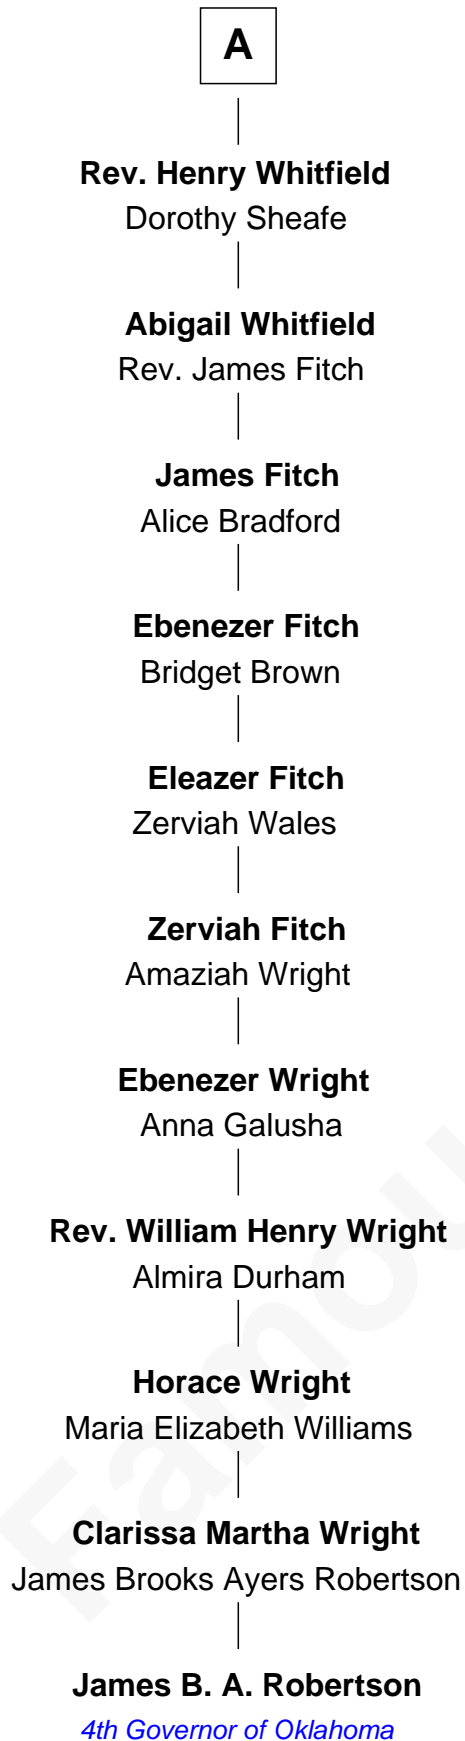 A
Rev. Henry Whitfield
Dorothy Sheafe
Abigail Whitfield
Rev. James Fitch
James Fitch
Alice Bradford
Ebenezer Fitch
Bridget Brown
Eleazer Fitch
Zerviah Wales
Zerviah Fitch
Amaziah Wright
Ebenezer Wright
Anna Galusha
Rev. William Henry Wright
Almira Durham
Horace Wright
Maria Elizabeth Williams
Clarissa Martha Wright
James Brooks Ayers Robertson
James B. A. Robertson
4th Governor of Oklahoma
Famou